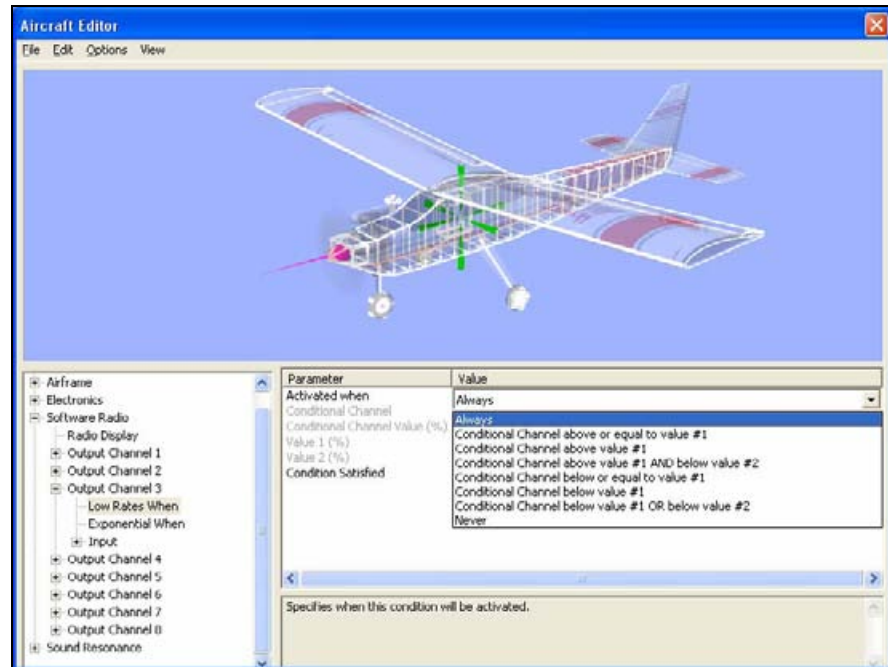 Aircraft Editor
File Edit Options View
Airframe
Electronics
Software Radio
Radio Display
Output Channel 1
Output Channel 2
Output Channel 3
Low Rates When
Exponential When
Input
Output Channel 4
Output Channel 5
Output Channel 6
Output Channel 7
Output Channel 8
Sound Resonance
Parameter Value
Activated when Always
Conditional Channel
Conditional Channel Value (%)
Value 1 (%)
Value 2 (%)
Condition Satisfied
Always
Conditional Channel above or equal to value #1
Conditional Channel above value #1
Conditional Channel above value #1 AND below value #2
Conditional Channel below or equal to value #1
Conditional Channel below value #1
Conditional Channel below value #1 OR below value #2
Never
Specifies when this condition will be activated.